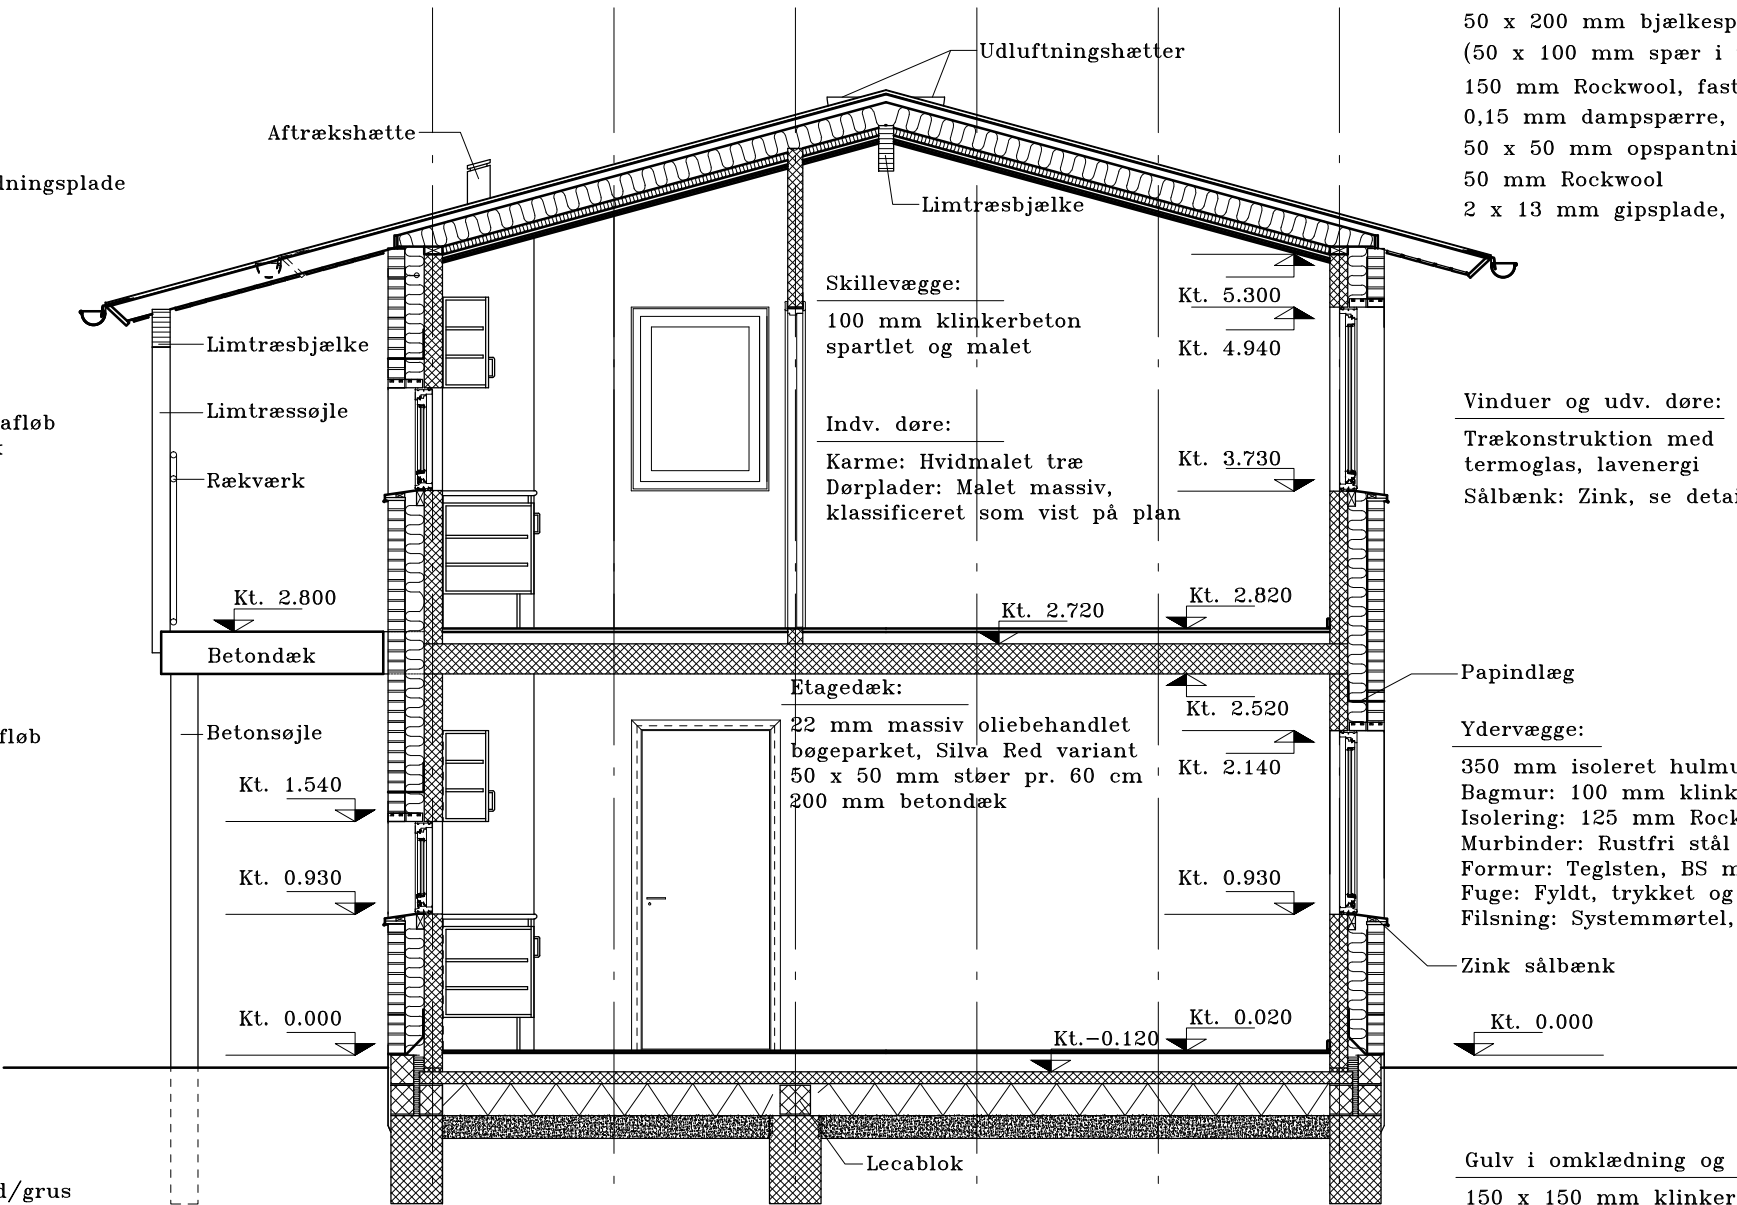 50 x 200 mm bjælkesp
(50 x 100 mm spær i
150 mm Rockwool, fast
0,15 mm dampspærre,
50 x 50 mm opspantni
50 mm Rockwool
2 x 13 mm gipsplade,
Udluftningshætter
Aftrækshætte
dningsplade
Limtræsbjælke
Skillevægge:
100 mm klinkerbeton
spartlet og malet
Kt. 5.300
Kt. 4.940
Limtræsbjælke
Limtræssøjle
afløb
Rækværk
Indv. døre:
Karme: Hvidmalet træ
Dørplader: Malet massiv,
klassificeret som vist på plan
Kt. 3.730
Vinduer og udv. døre:
Trækonstruktion med
termoglas, lavenergi
Sålbænk: Zink, se detai
Kt. 2.800
Kt. 2.720
Kt. 2.820
Betondæk
Etagedæk:
22 mm massiv oliebehandlet
bøgeparket, Silva Red variant
50 x 50 mm støer pr. 60 cm
200 mm betondæk
Kt. 2.520
Kt. 2.140
Papindlæg
Betonsøjle
fløb
Kt. 1.540
Kt. 0.930
Kt. 0.930
Ydervægge:
350 mm isoleret hulmu
Bagmur: 100 mm klink
Isolering: 125 mm Rock
Murbinder: Rustfri stål
Formur: Teglsten, BS m
Fuge: Fyldt, trykket og
Filsning: Systemmørtel,
Zink sålbænk
Kt. 0.000
Kt.-0.120
Kt. 0.020
Kt. 0.000
Lecablok
d/grus
Gulv i omklædning og
150 x 150 mm klinker